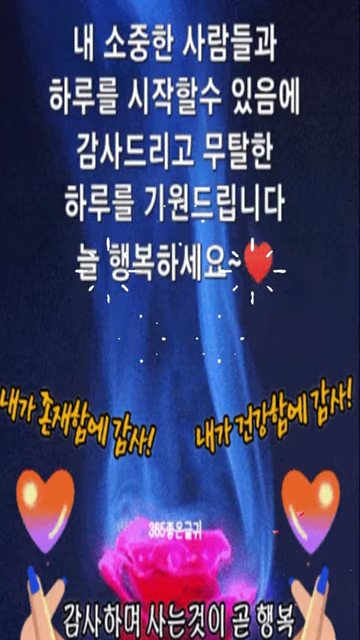 내 소중한 사람들과
하루를 시작할수 있음에
감사드리고 무탈한
하루를 기원드립니다
늘 행복하세요~❤️
내가 존재함에 감사!
내가 건강함에 감사!
365좋은글귀
감사하며 사는것이 곧 행복